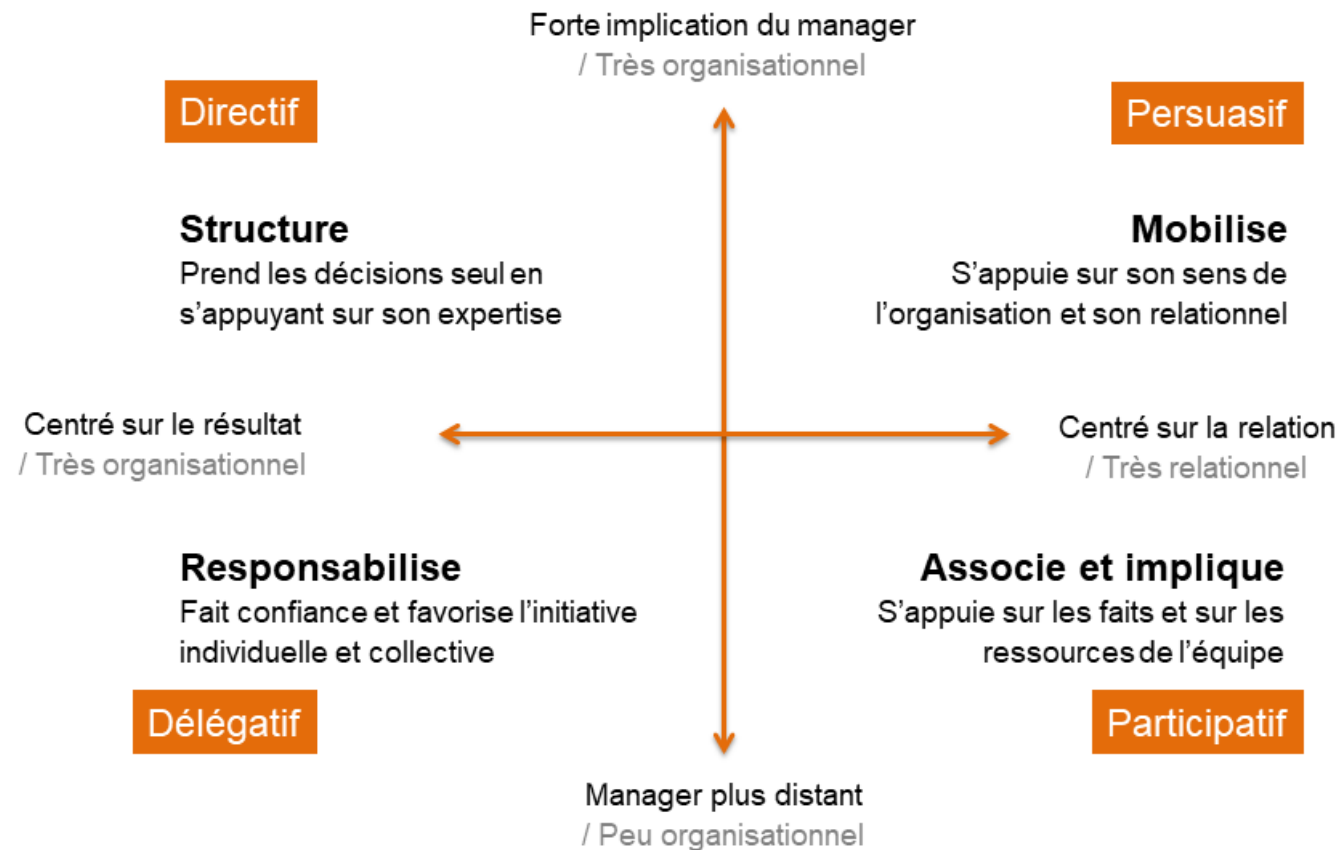 Forte implication du manager
/ Très organisationnel
Directif
Persuasif
Structure
Prend les décisions seul en
s'appuyant sur son expertise
Mobilise
S'appuie sur son sens de
l'organisation et son relationnel
Centré sur le résultat
/ Très organisationnel
Centré sur la relation
/ Très relationnel
Responsabilise
Fait confiance et favorise l'initiative
individuelle et collective
Associe et implique
S'appuie sur les faits et sur les
ressources de l'équipe
Délégatif
Participatif
Manager plus distant
/ Peu organisationnel